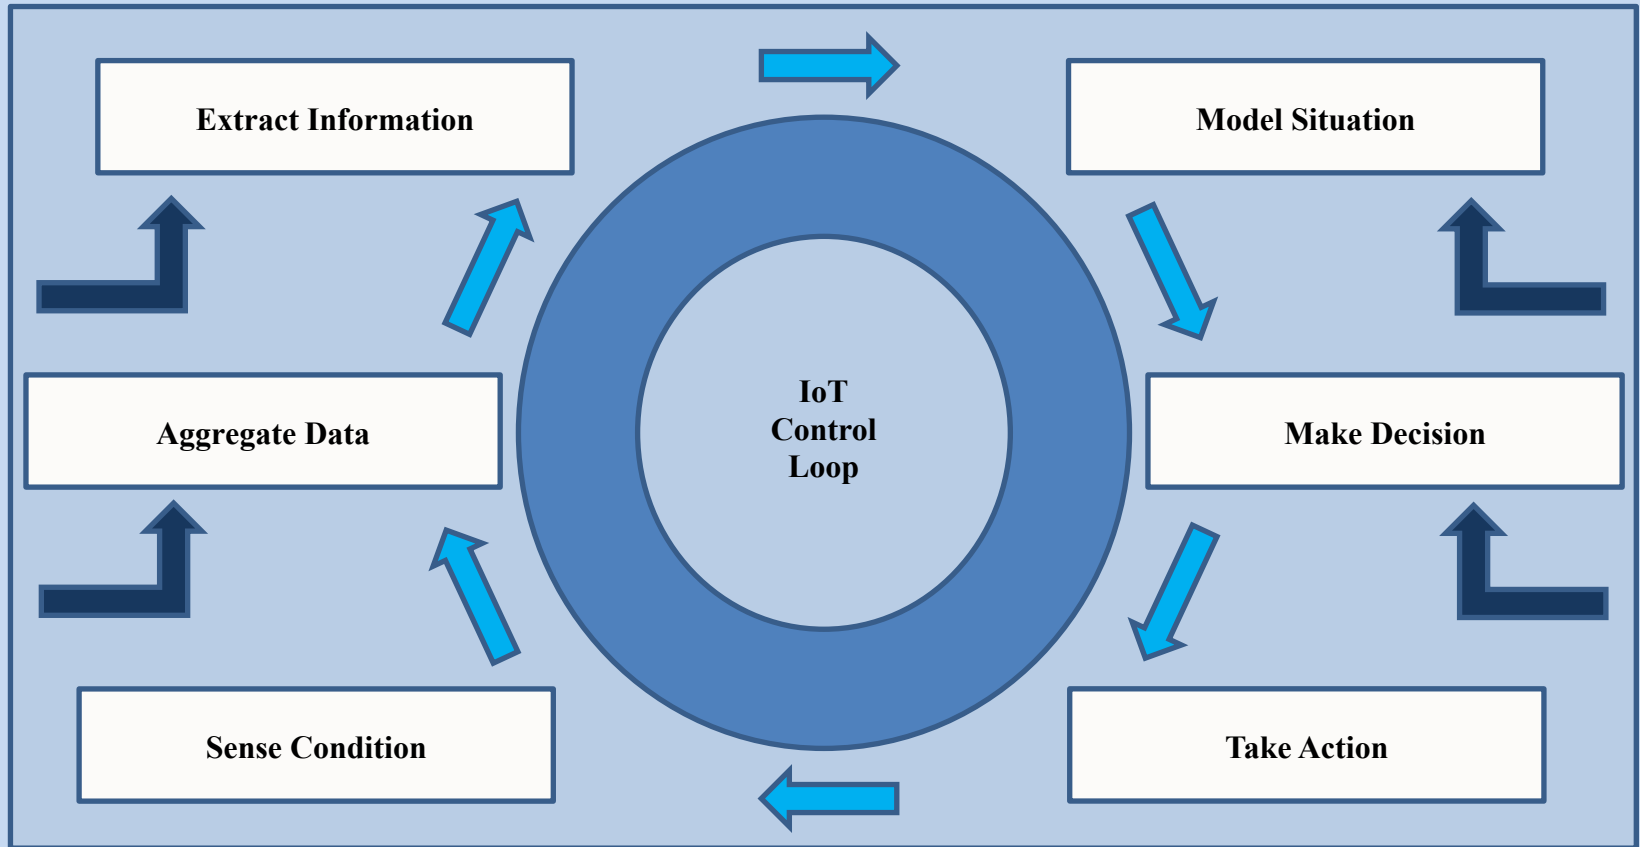 Extract Information
Model Situation
Aggregate Data
IoT
Control
Loop
Make Decision
Sense Condition
Take Action